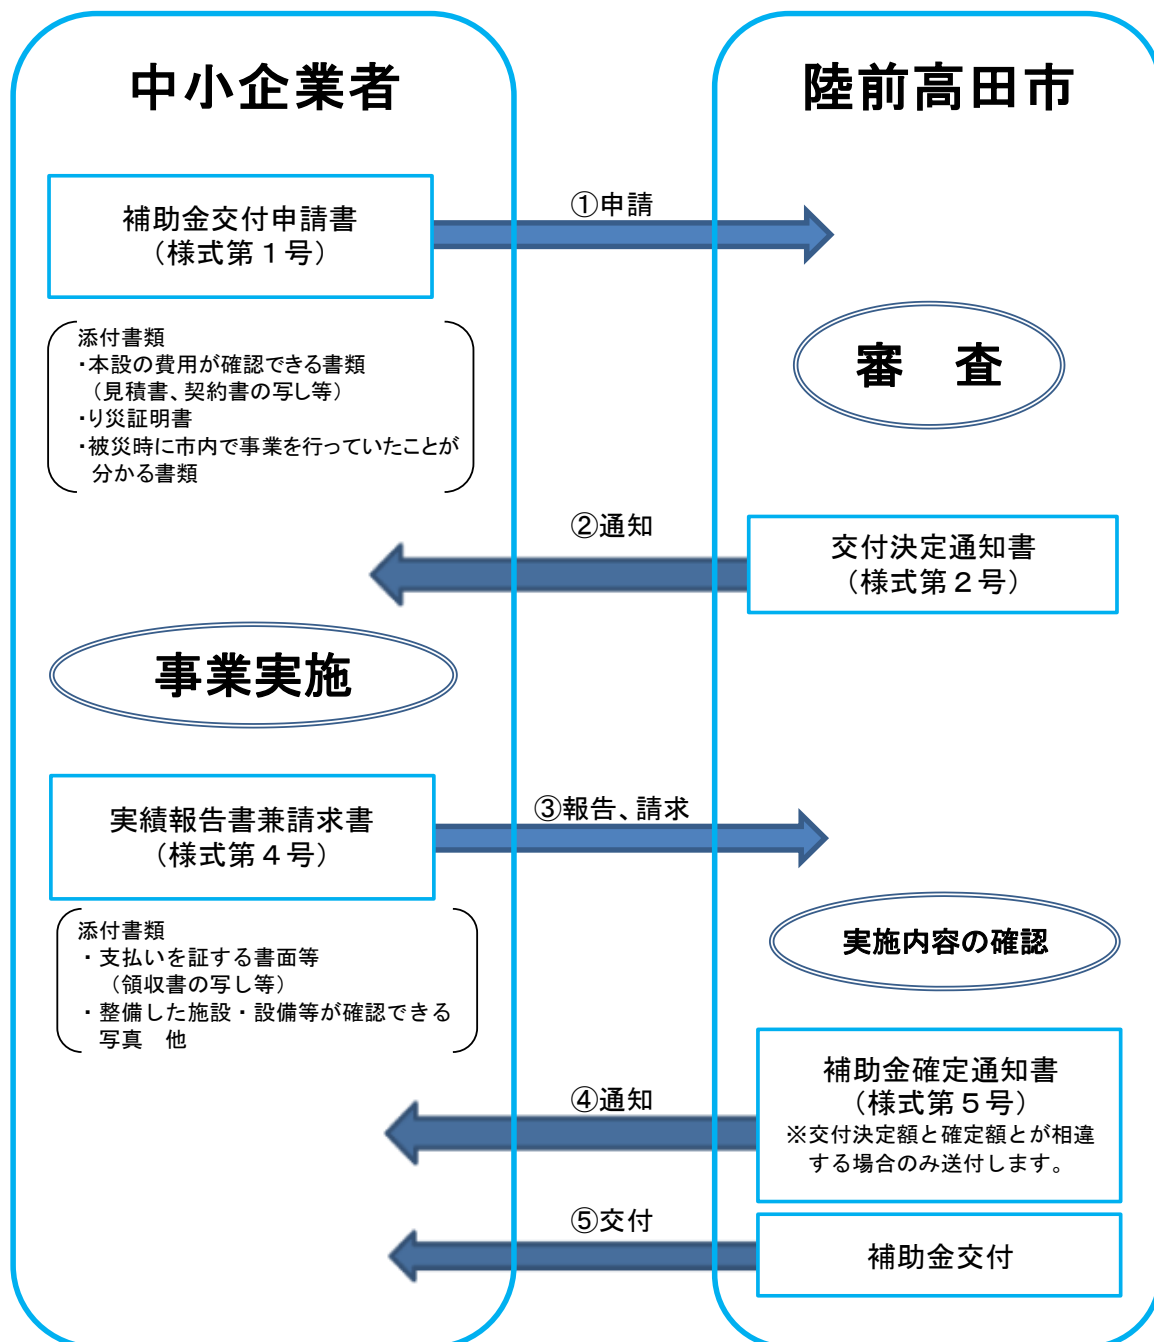 中小企業者
陸前高田市
補助金交付申請書
（様式第１号）
①申請
添付書類
・本設の費用が確認できる書類
（見積書、契約書の写し等）
・り災証明書
・被災時に市内で事業を行っていたことが
分かる書類
審　査
②通知
交付決定通知書
（様式第２号）
事業実施
実績報告書兼請求書
（様式第４号）
③報告、請求
添付書類
・支払いを証する書面等
（領収書の写し等）
・整備した施設・設備等が確認できる
写真　他
実施内容の確認
④通知
補助金確定通知書
（様式第５号）
※交付決定額と確定額とが相違
する場合のみ送付します。
⑤交付
補助金交付